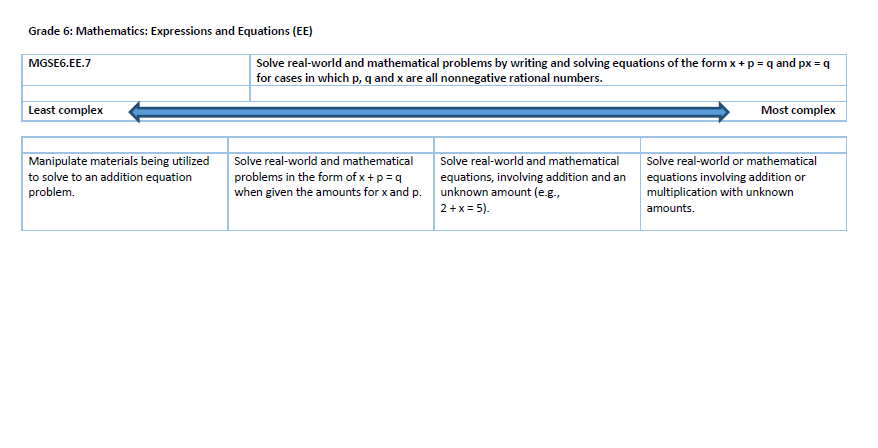 Grade 6: Mathematics: Expressions and Equations (EE)
MGSE6.EE.7
Solve real-world and mathematical problems by writing and solving equations of the form x + p = q and px = q
for cases in which p, q and x are all nonnegative rational numbers.
Least complex
Most complex
Manipulate materials being utilized
to solve to an addition equation
problem.
Solve real-world and mathematical
problems in the form of x + p = q
when given the amounts for x and p.
Solve real-world and mathematical
equations, involving addition and an
unknown amount (e.g.,
2 + x = 5).
Solve real-world or mathematical
equations involving addition or
multiplication with unknown
amounts.